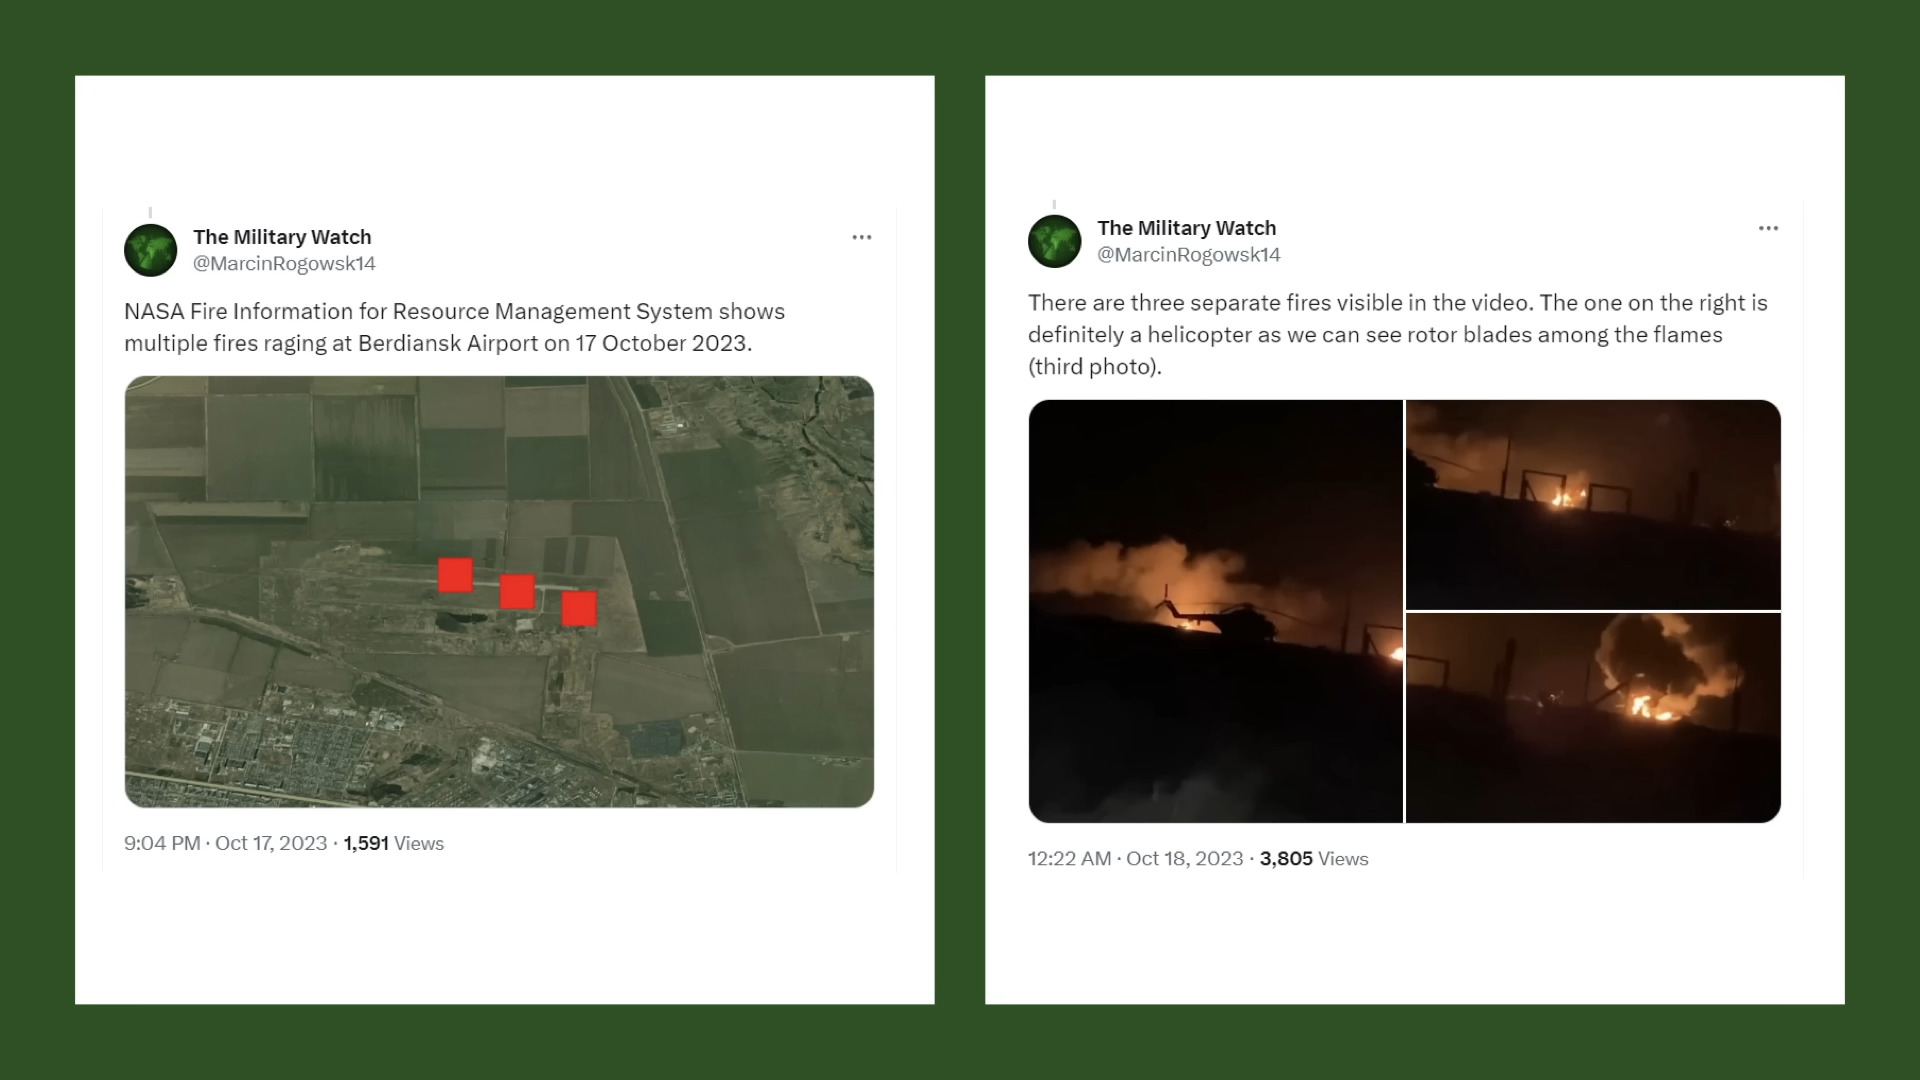 The Military Watch
@MarcinRogowsk14
NASA Fire Information for Resource Management System shows
multiple fires raging at Berdiansk Airport on 17 October 2023.
9:04 PM · Oct 17, 2023 · 1,591 Views
The Military Watch
@MarcinRogowsk14
There are three separate fires visible in the video. The one on the right is
definitely a helicopter as we can see rotor blades among the flames
(third photo).
12:22 AM · Oct 18, 2023 · 3,805 Views